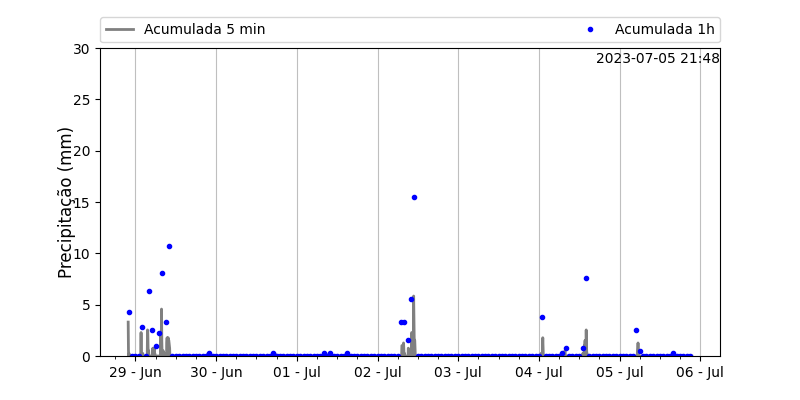 Acumulada 5 min
Acumulada 1h
2023-07-05 21:48
Precipitação (mm)
30
25
20
15
10
5
0
29 - Jun
30 - Jun
01 - Jul
02 - Jul
03 - Jul
04 - Jul
05 - Jul
06 - Jul